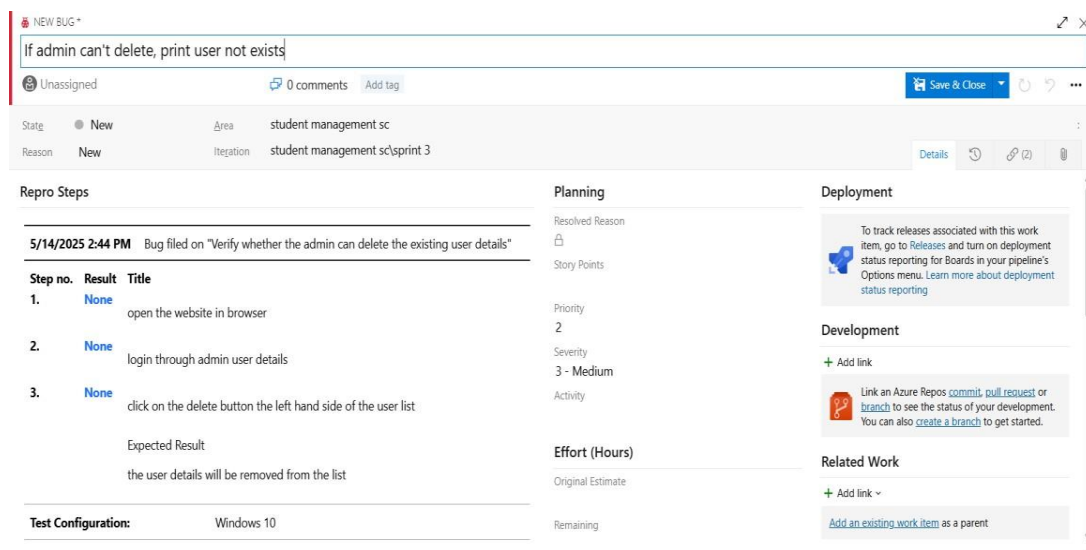 NEW BUG *
If admin can't delete, print user not exists
Unassigned
0 comments
Add tag
Save & Close
State
New
Area
student management sc
Reason
New
Iteration
student management sc\sprint 3
Details
(2)
Repro Steps
5/14/2025 2:44 PM Bug filed on "Verify whether the admin can delete the existing user details"
Step no. Result Title
1. None
open the website in browser
2. None
login through admin user details
3. None
click on the delete button the left hand side of the user list
Expected Result
the user details will be removed from the list
Test Configuration: Windows 10
Planning
Resolved Reason
Story Points
Priority
2
Severity
3 - Medium
Activity
Effort (Hours)
Original Estimate
Remaining
Deployment
To track releases associated with this work
item, go to Releases and turn on deployment
status reporting for Boards in your pipeline's
Options menu. Learn more about deployment
status reporting
Development
+ Add link
Link an Azure Repos commit, pull request or
branch to see the status of your development.
You can also create a branch to get started.
Related Work
+ Add link
Add an existing work item as a parent